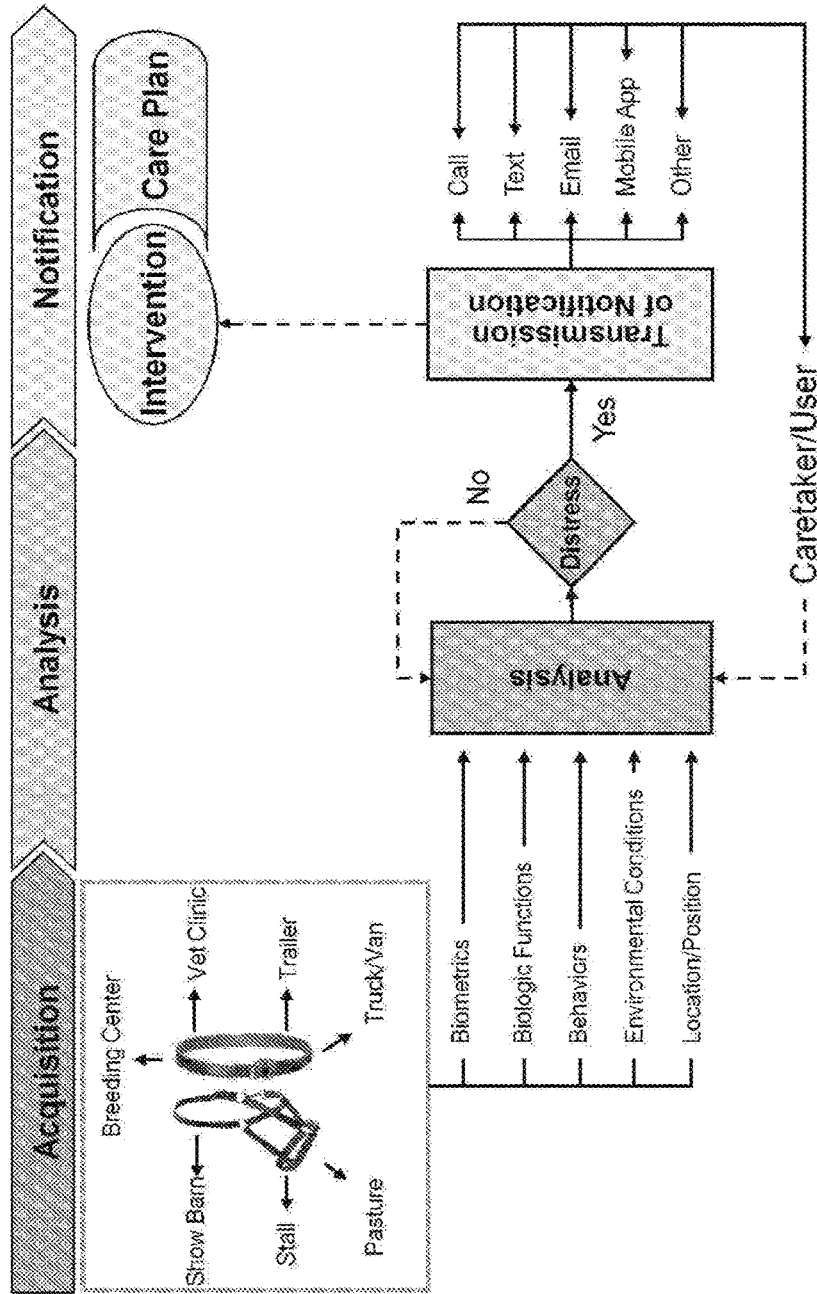 Acquisition
Analysis
Notification
Breeding Center
Show Barn
Vet Clinic
Stall
Trailer
Pasture
Truck/Van
Intervention
Care Plan
Biometrics
Biologic Functions
Behaviors
Environmental Conditions
Location/Position
Analysis
Distress
No
Yes
Transmission
of Notification
Call
Text
Email
Mobile App
Other
Caretaker/User